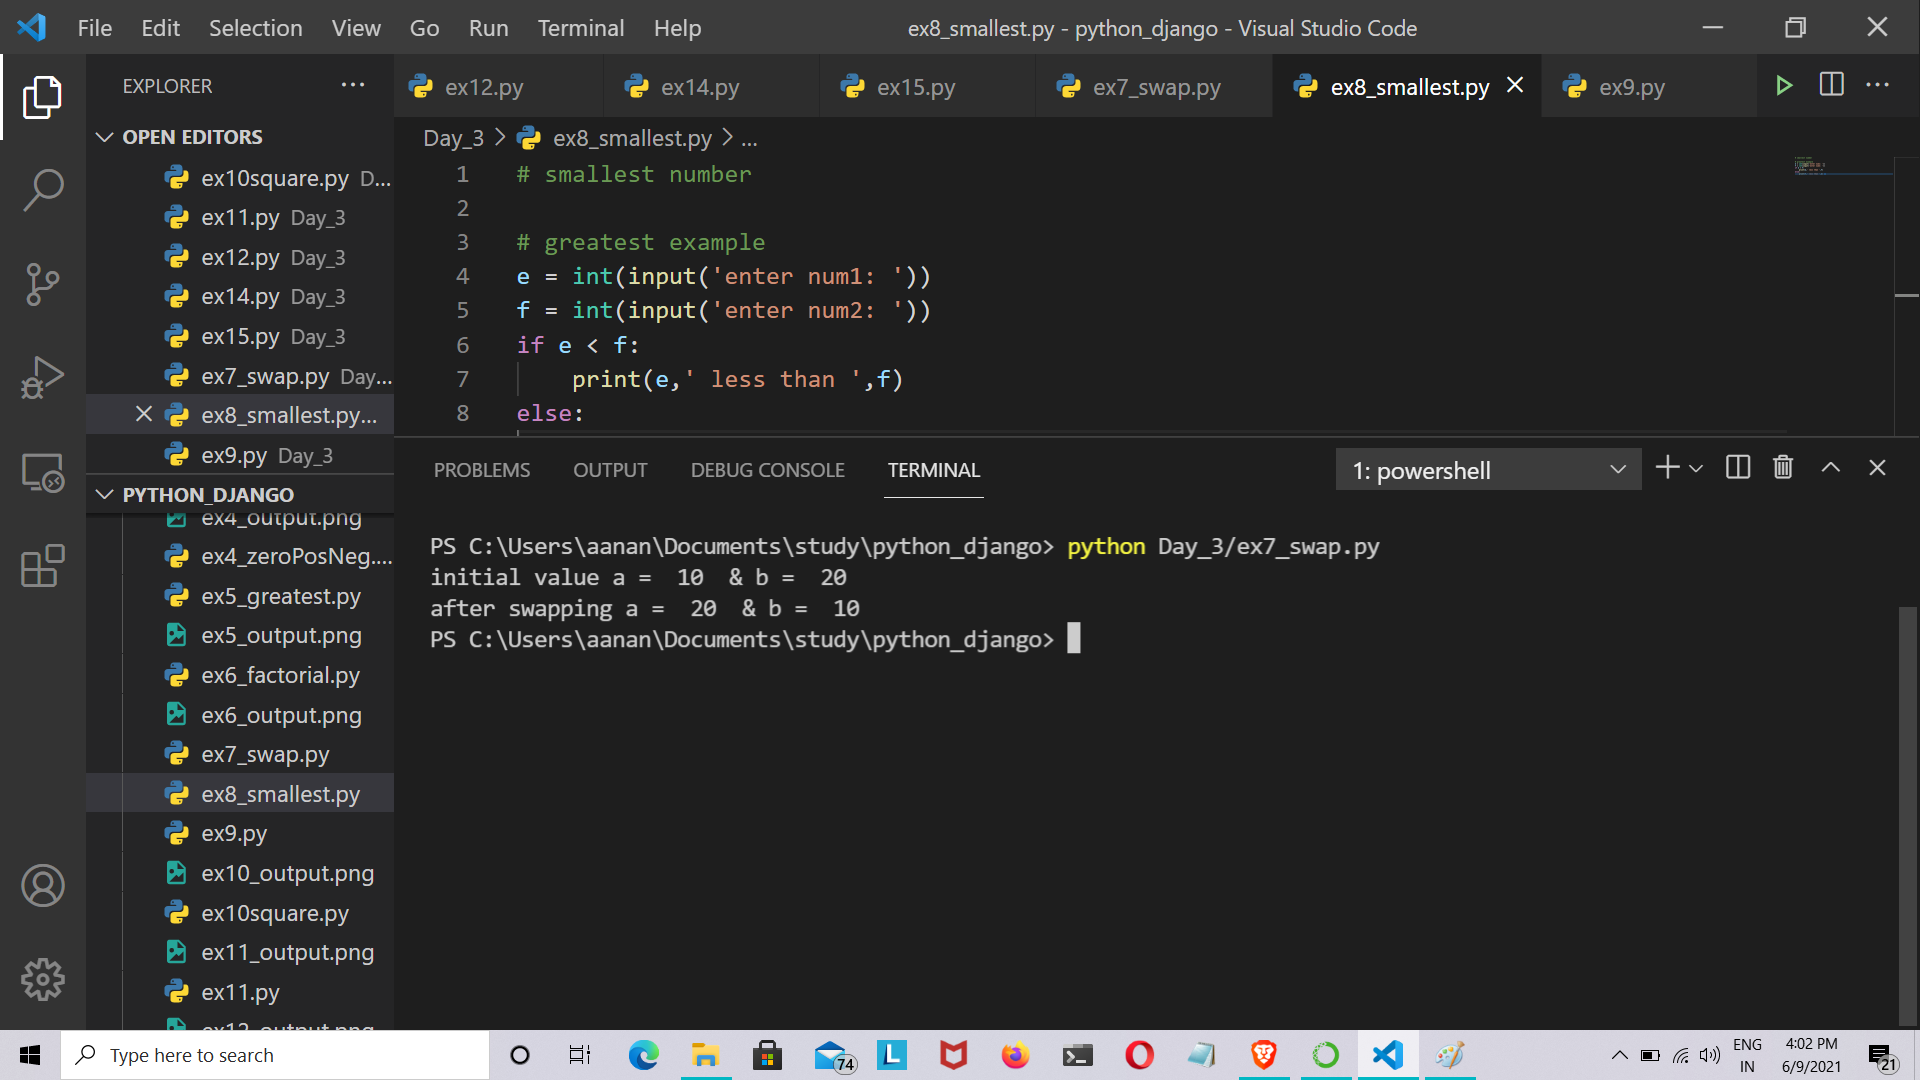 File Edit Selection View Go Run Terminal Help
ex8_smallest.py - python_django - Visual Studio Code
EXPLORER
OPEN EDITORS
ex10square.py D...
ex11.py Day_3
ex12.py Day_3
ex14.py Day_3
ex15.py Day_3
ex7_swap.py Day...
ex8_smallest.py...
ex9.py Day_3
PYTHON_DJANGO
ex4_output.png
ex4_zeroPosNeg....
ex5_greatest.py
ex5_output.png
ex6_factorial.py
ex6_output.png
ex7_swap.py
ex8_smallest.py
ex9.py
ex10_output.png
ex10square.py
ex11_output.png
ex11.py
ex12_output.png
ex12.py ex14.py ex15.py ex7_swap.py ex8_smallest.py ex9.py
Day_3 > ex8_smallest.py > ...
1 # smallest number
2
3 # greatest example
4 e = int(input('enter num1: '))
5 f = int(input('enter num2: '))
6 if e < f:
7 print(e,' less than ',f)
8 else:
PROBLEMS OUTPUT DEBUG CONSOLE TERMINAL
1: powershell
PS C:\Users\aanan\Documents\study\python_django> python Day_3/ex7_swap.py
initial value a =  10  & b =  20
after swapping a =  20  & b =  10
PS C:\Users\aanan\Documents\study\python_django>
Type here to search
74
L
ENG
IN
4:02 PM
6/9/2021
21